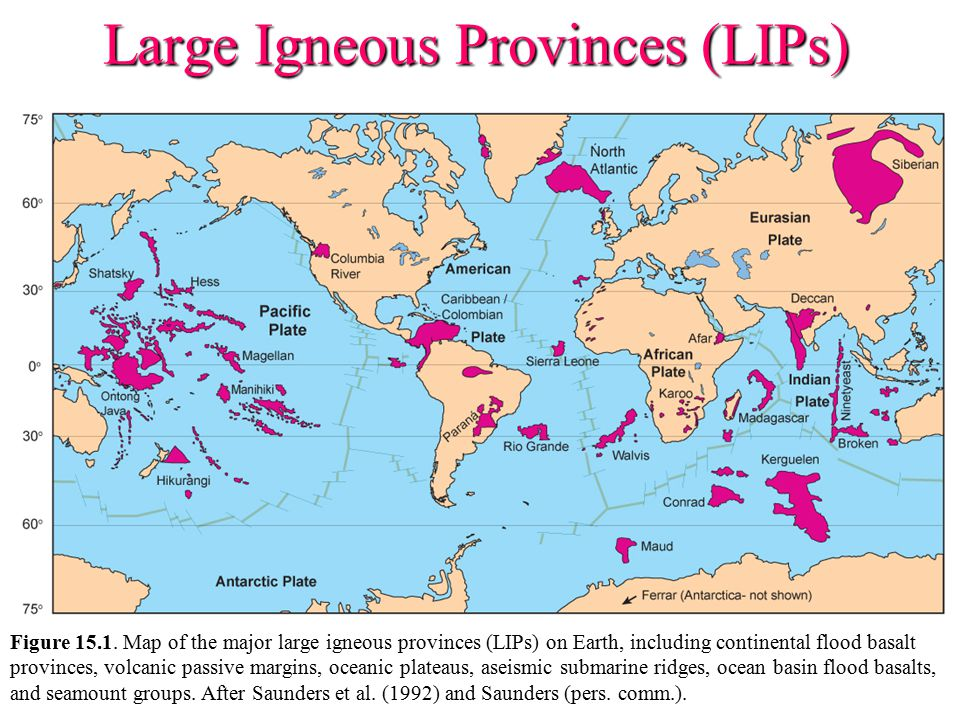 Large Igneous Provinces (LIPs)
75°
60°
30°
0°
30°
60°
75°
North
Atlantic
Siberian
Eurasian
Plate
Columbia
River
American
Shatsky
Hess
Caribbean /
Colombian
Deccan
Pacific
Plate
Plate
Afar
Magellan
Sierra Leone
African
Plate
Indian
Plate
Ninetyeast
Ontong
Java
Manihiki
Karoo
Paraná
Madagascar
Rio Grande
Walvis
Broken
Hikurangi
Kerguelen
Conrad
Maud
Antarctic Plate
Ferrar (Antarctica- not shown)
Figure 15.1. Map of the major large igneous provinces (LIPs) on Earth, including continental flood basalt
provinces, volcanic passive margins, oceanic plateaus, aseismic submarine ridges, ocean basin flood basalts,
and seamount groups. After Saunders et al. (1992) and Saunders (pers. comm.).